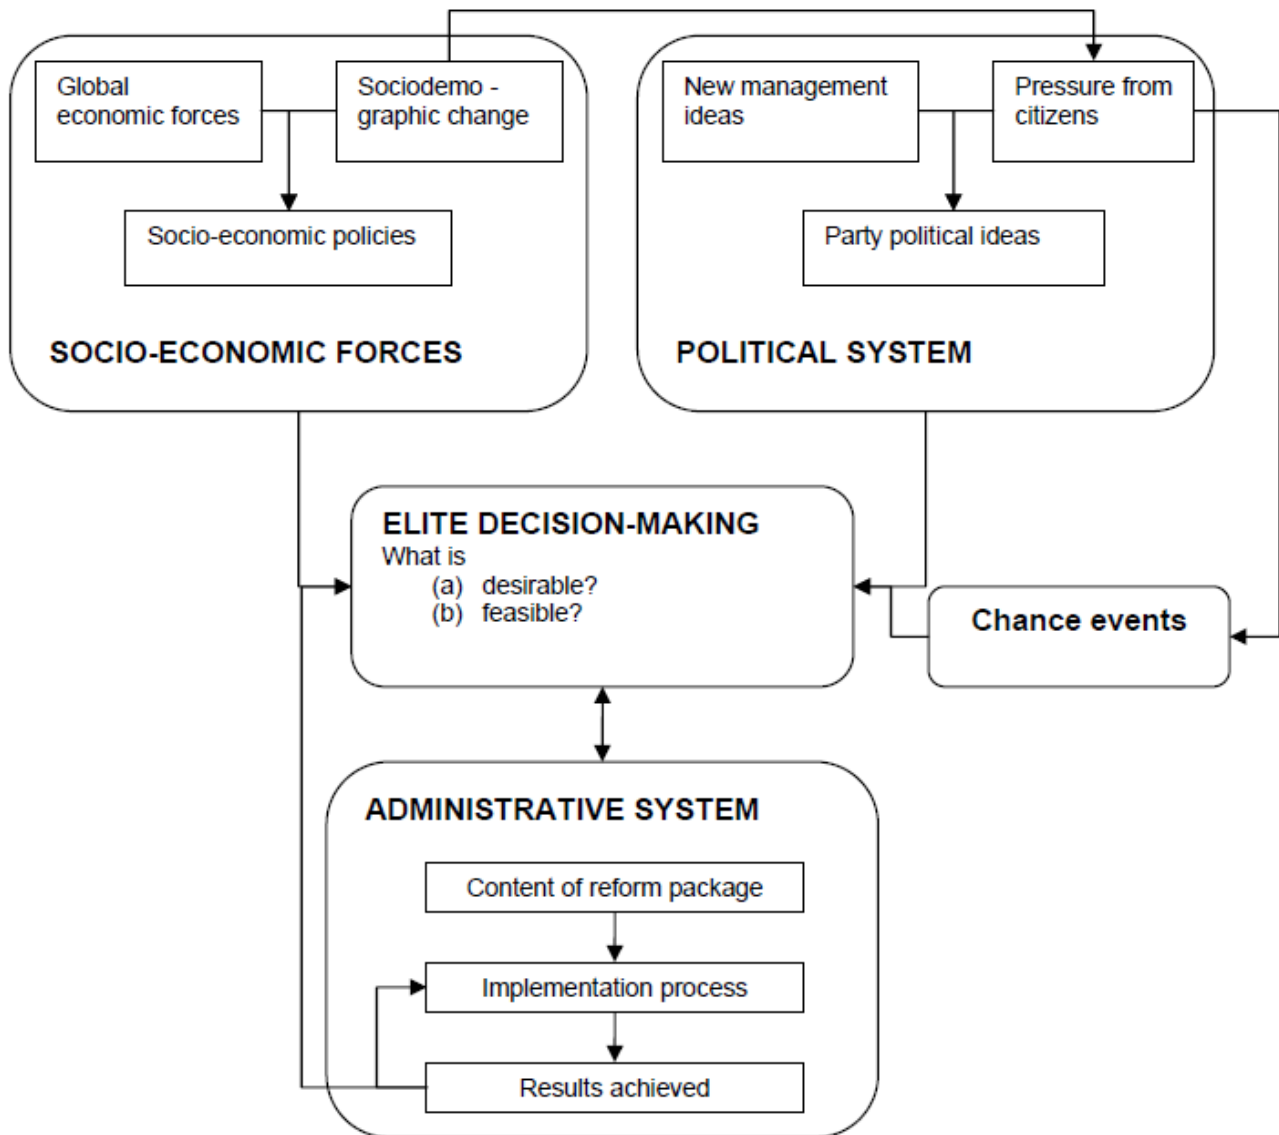 Global
economic forces
Sociodemo -
graphic change
Socio-economic policies
SOCIO-ECONOMIC FORCES
New management
ideas
Pressure from
citizens
Party political ideas
POLITICAL SYSTEM
ELITE DECISION-MAKING
What is
(a) desirable?
(b) feasible?
Chance events
ADMINISTRATIVE SYSTEM
Content of reform package
Implementation process
Results achieved